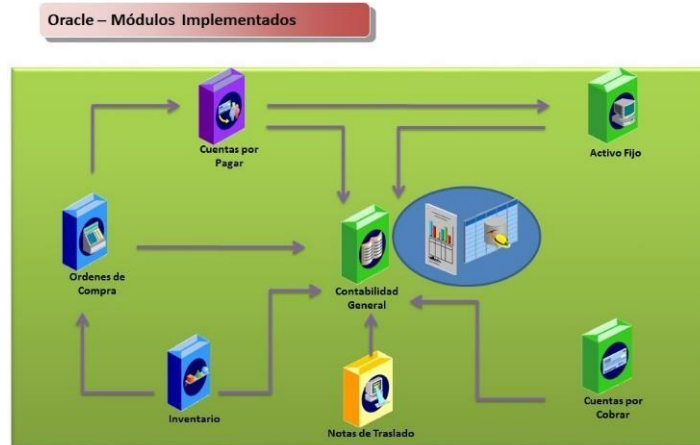 Oracle – Módulos Implementados
Cuentas por
Pagar
Activo Fijo
Ordenes de
Compra
Contabilidad
General
Inventario
Notas de Traslado
Cuentas por
Cobrar